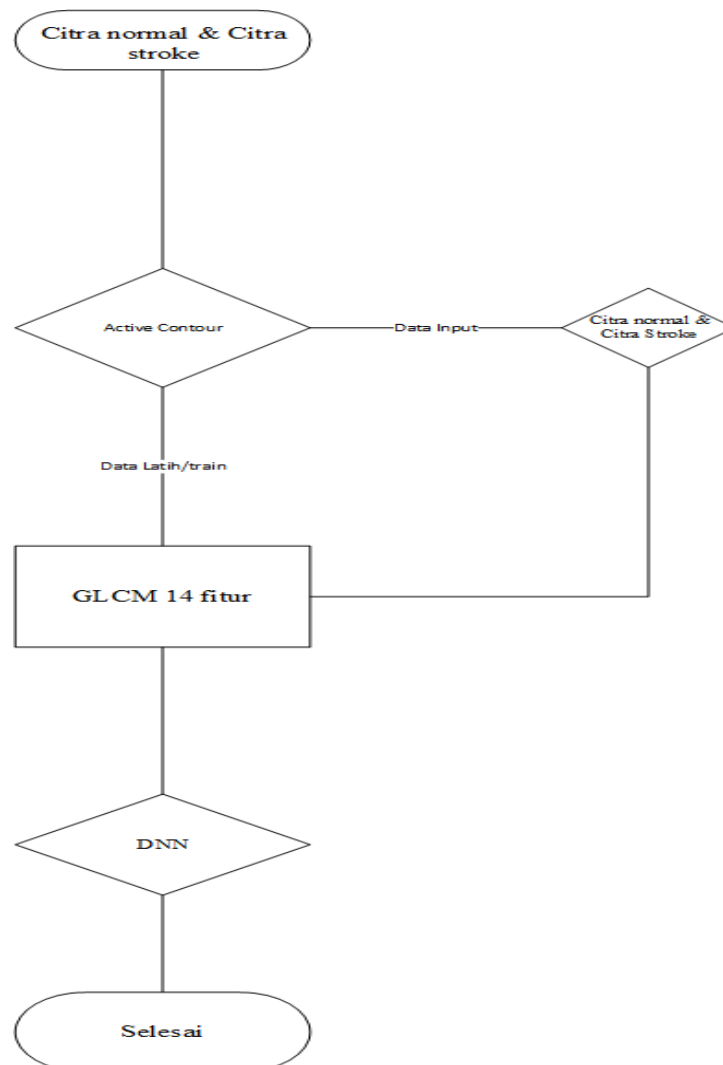 Citra normal & Citra
stroke
Active Contour
Data Input
Citra normal &
Citra Stroke
Data Latih/train
GLCM 14 fitur
DNN
Selesai